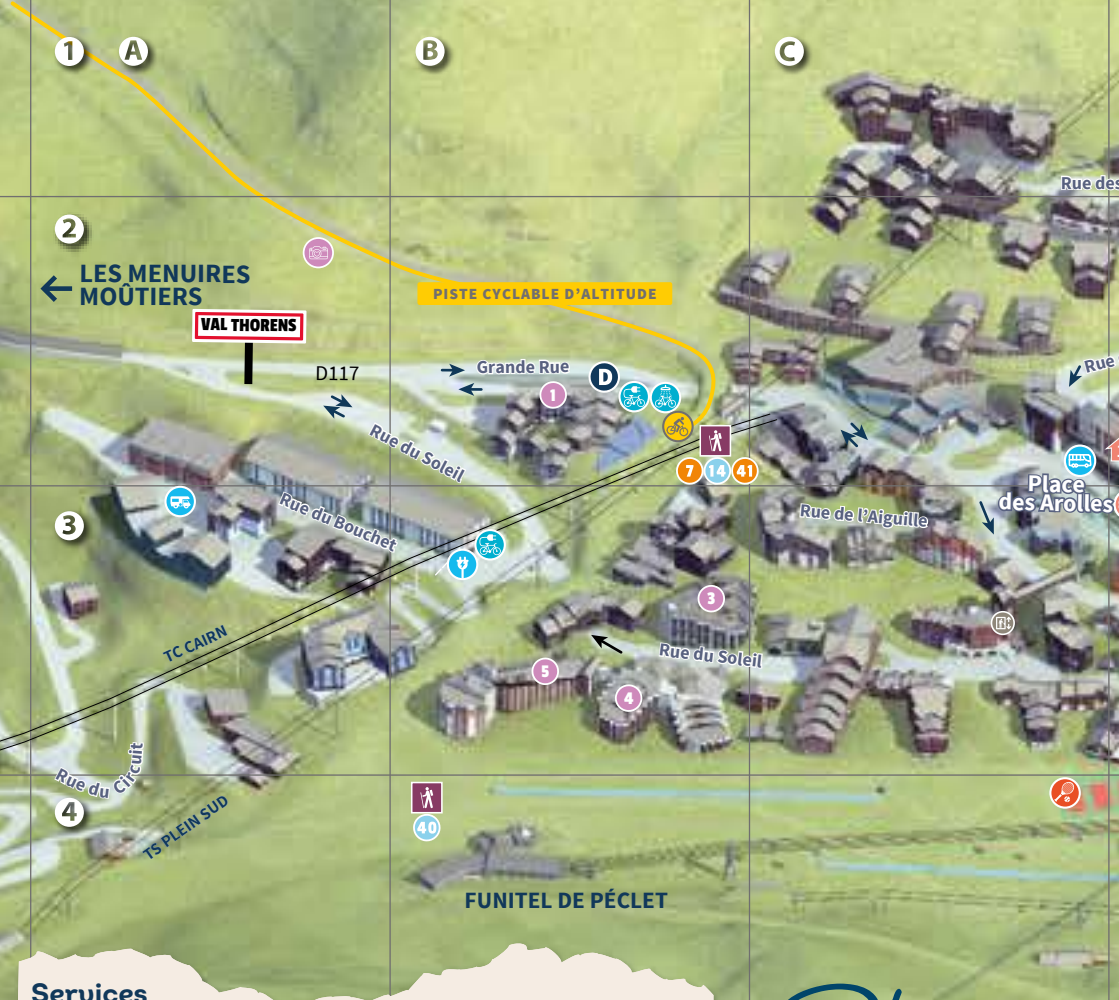 1 A B C
Rue des
2
LES MENUIRES
MOÛTIERS
PISTE CYCLABLE D'ALTITUDE
VAL THORENS
D117
Grande Rue
D
1
Rue
Rue du Soleil
7 14 41
Place
des Arolles
3
Rue du Bouchet
Rue de l'Aiguille
3
TC CAIRN
Rue du Soleil
5
4
Rue du Circuit
4
TS PLEIN SUD
40
FUNITEL DE PÉCLET
Services